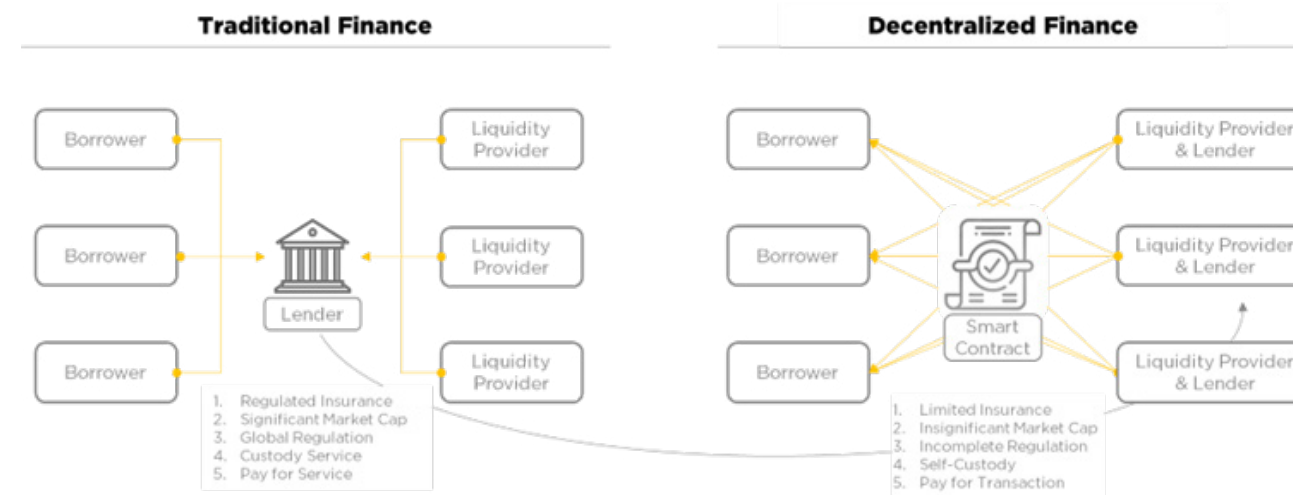 Traditional Finance
Borrower
Borrower
Borrower
Lender
Liquidity
Provider
Liquidity
Provider
Liquidity
Provider
1. Regulated Insurance
2. Significant Market Cap
3. Global Regulation
4. Custody Service
5. Pay for Service
Decentralized Finance
Borrower
Borrower
Borrower
Smart
Contract
Liquidity Provider
& Lender
Liquidity Provider
& Lender
Liquidity Provider
& Lender
1. Limited Insurance
2. Insignificant Market Cap
3. Incomplete Regulation
4. Self-Custody
5. Pay for Transaction